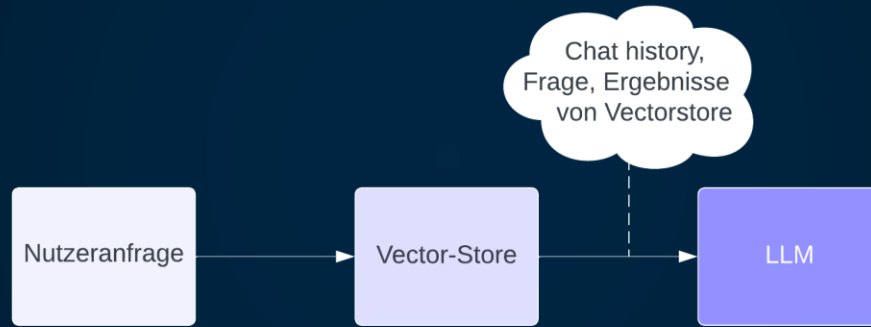 Chat history,
Frage, Ergebnisse
von Vectorstore
Nutzeranfrage
Vector-Store
LLM